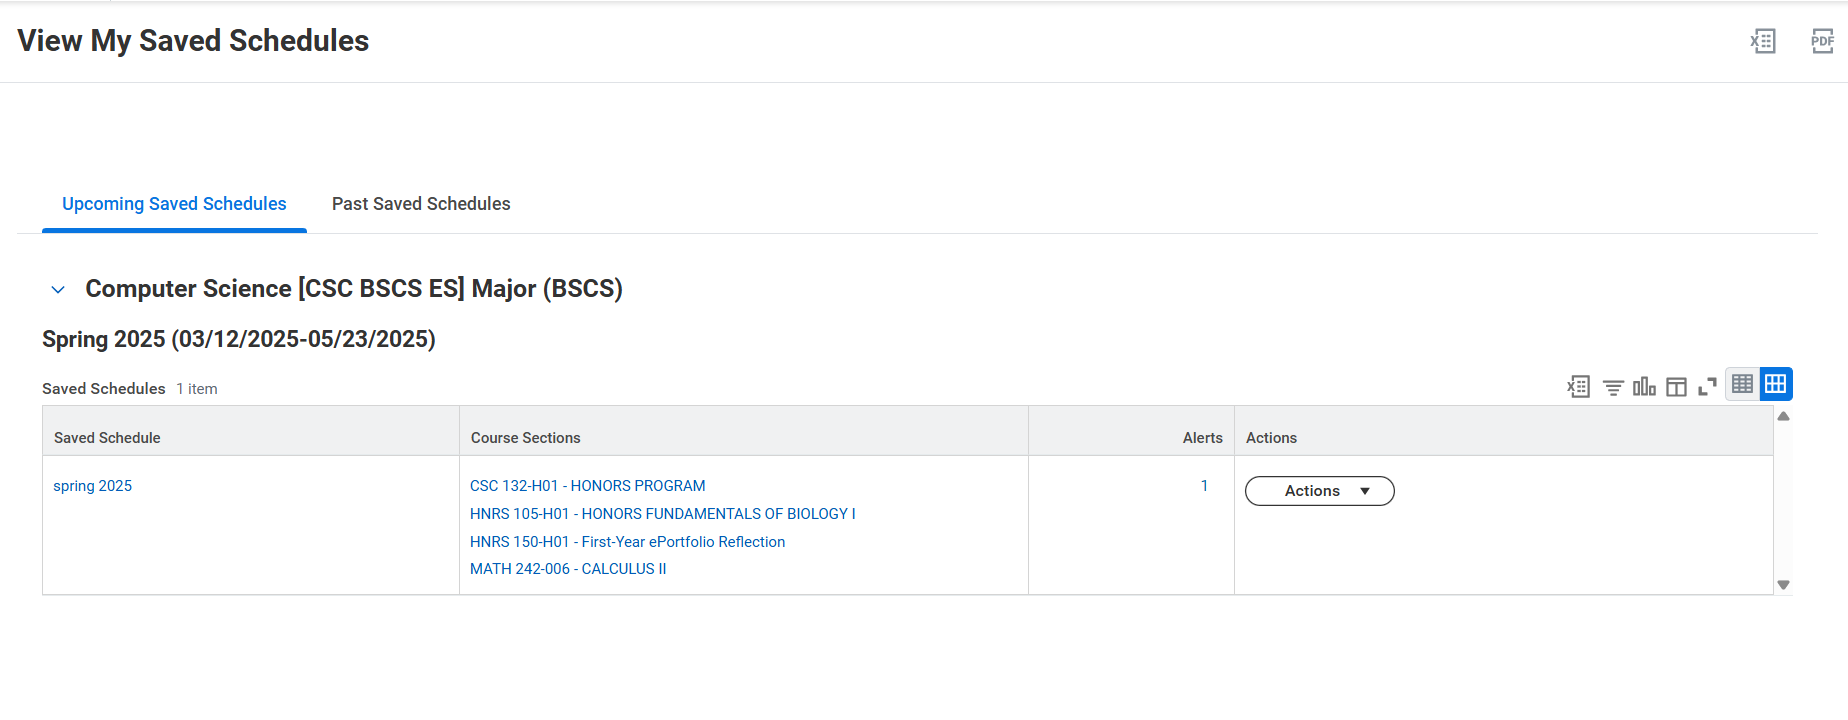 View My Saved Schedules
PDF
Upcoming Saved Schedules
Past Saved Schedules
Computer Science [CSC BSCS ES] Major (BSCS)
Spring 2025 (03/12/2025-05/23/2025)
Saved Schedules 1 item
Saved Schedule
Course Sections
Alerts
Actions
spring 2025
CSC 132-H01 - HONORS PROGRAM
HNRS 105-H01 - HONORS FUNDAMENTALS OF BIOLOGY I
HNRS 150-H01 - First-Year ePortfolio Reflection
MATH 242-006 - CALCULUS II
1
Actions